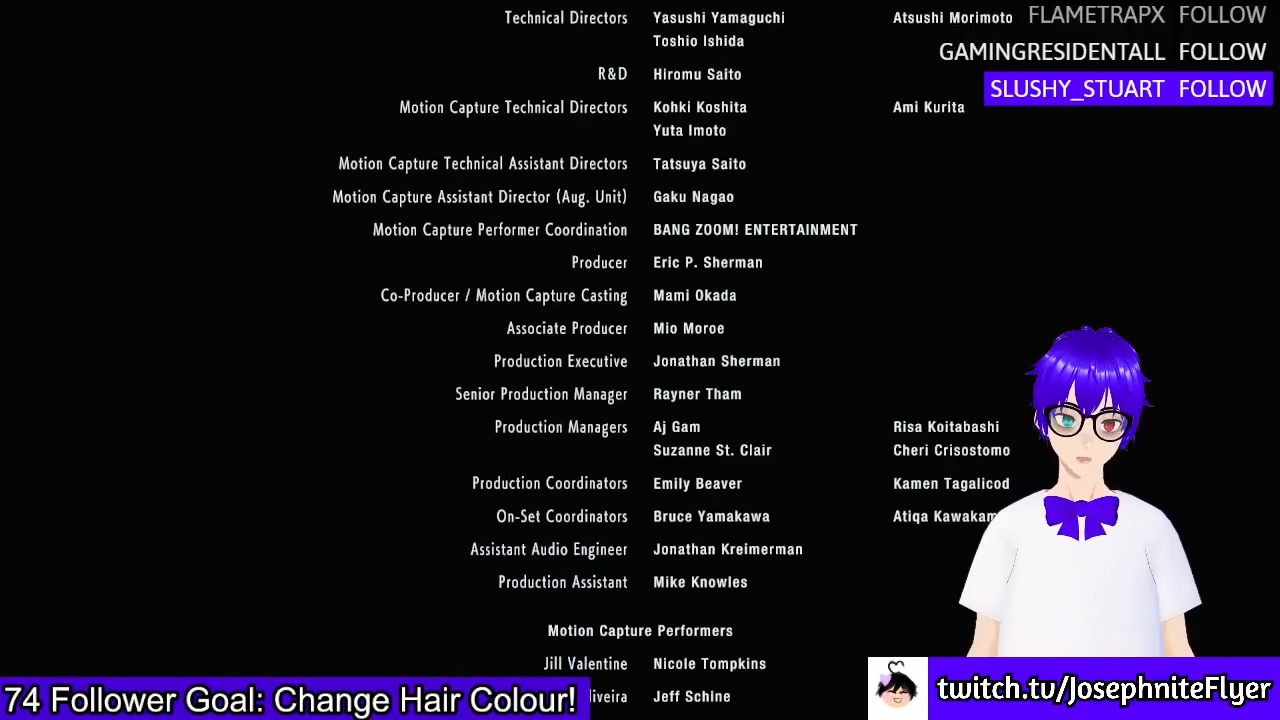 Technical Directors Yasushi Yamaguchi Atsushi Morimoto FLAMETRAPX FOLLOW
Toshio Ishida
GAMINGRESIDENTALL FOLLOW
R&D Hiromu Saito
SLUSHY_STUART FOLLOW
Motion Capture Technical Directors Kohki Koshita Ami Kurita
Yuta Imoto
Motion Capture Technical Assistant Directors Tatsuya Saito
Motion Capture Assistant Director (Aug. Unit) Gaku Nagao
Motion Capture Performer Coordination BANG ZOOM! ENTERTAINMENT
Producer Eric P. Sherman
Co-Producer / Motion Capture Casting Mami Okada
Associate Producer Mio Moroe
Production Executive Jonathan Sherman
Senior Production Manager Rayner Tham
Production Managers Aj Gam Risa Koitabashi
Suzanne St. Clair Cheri Crisostomo
Production Coordinators Emily Beaver Kamen Tagalicod
On-Set Coordinators Bruce Yamakawa Atiqa
Assistant Audio Engineer Jonathan Kreimerman
Production Assistant Mike Knowles
Motion Capture Performers
Jill Valentine Nicole Tompkins
Jeff Schine
74 Follower Goal: Change Hair Colour!
twitch.tv/JosephniteFlyer